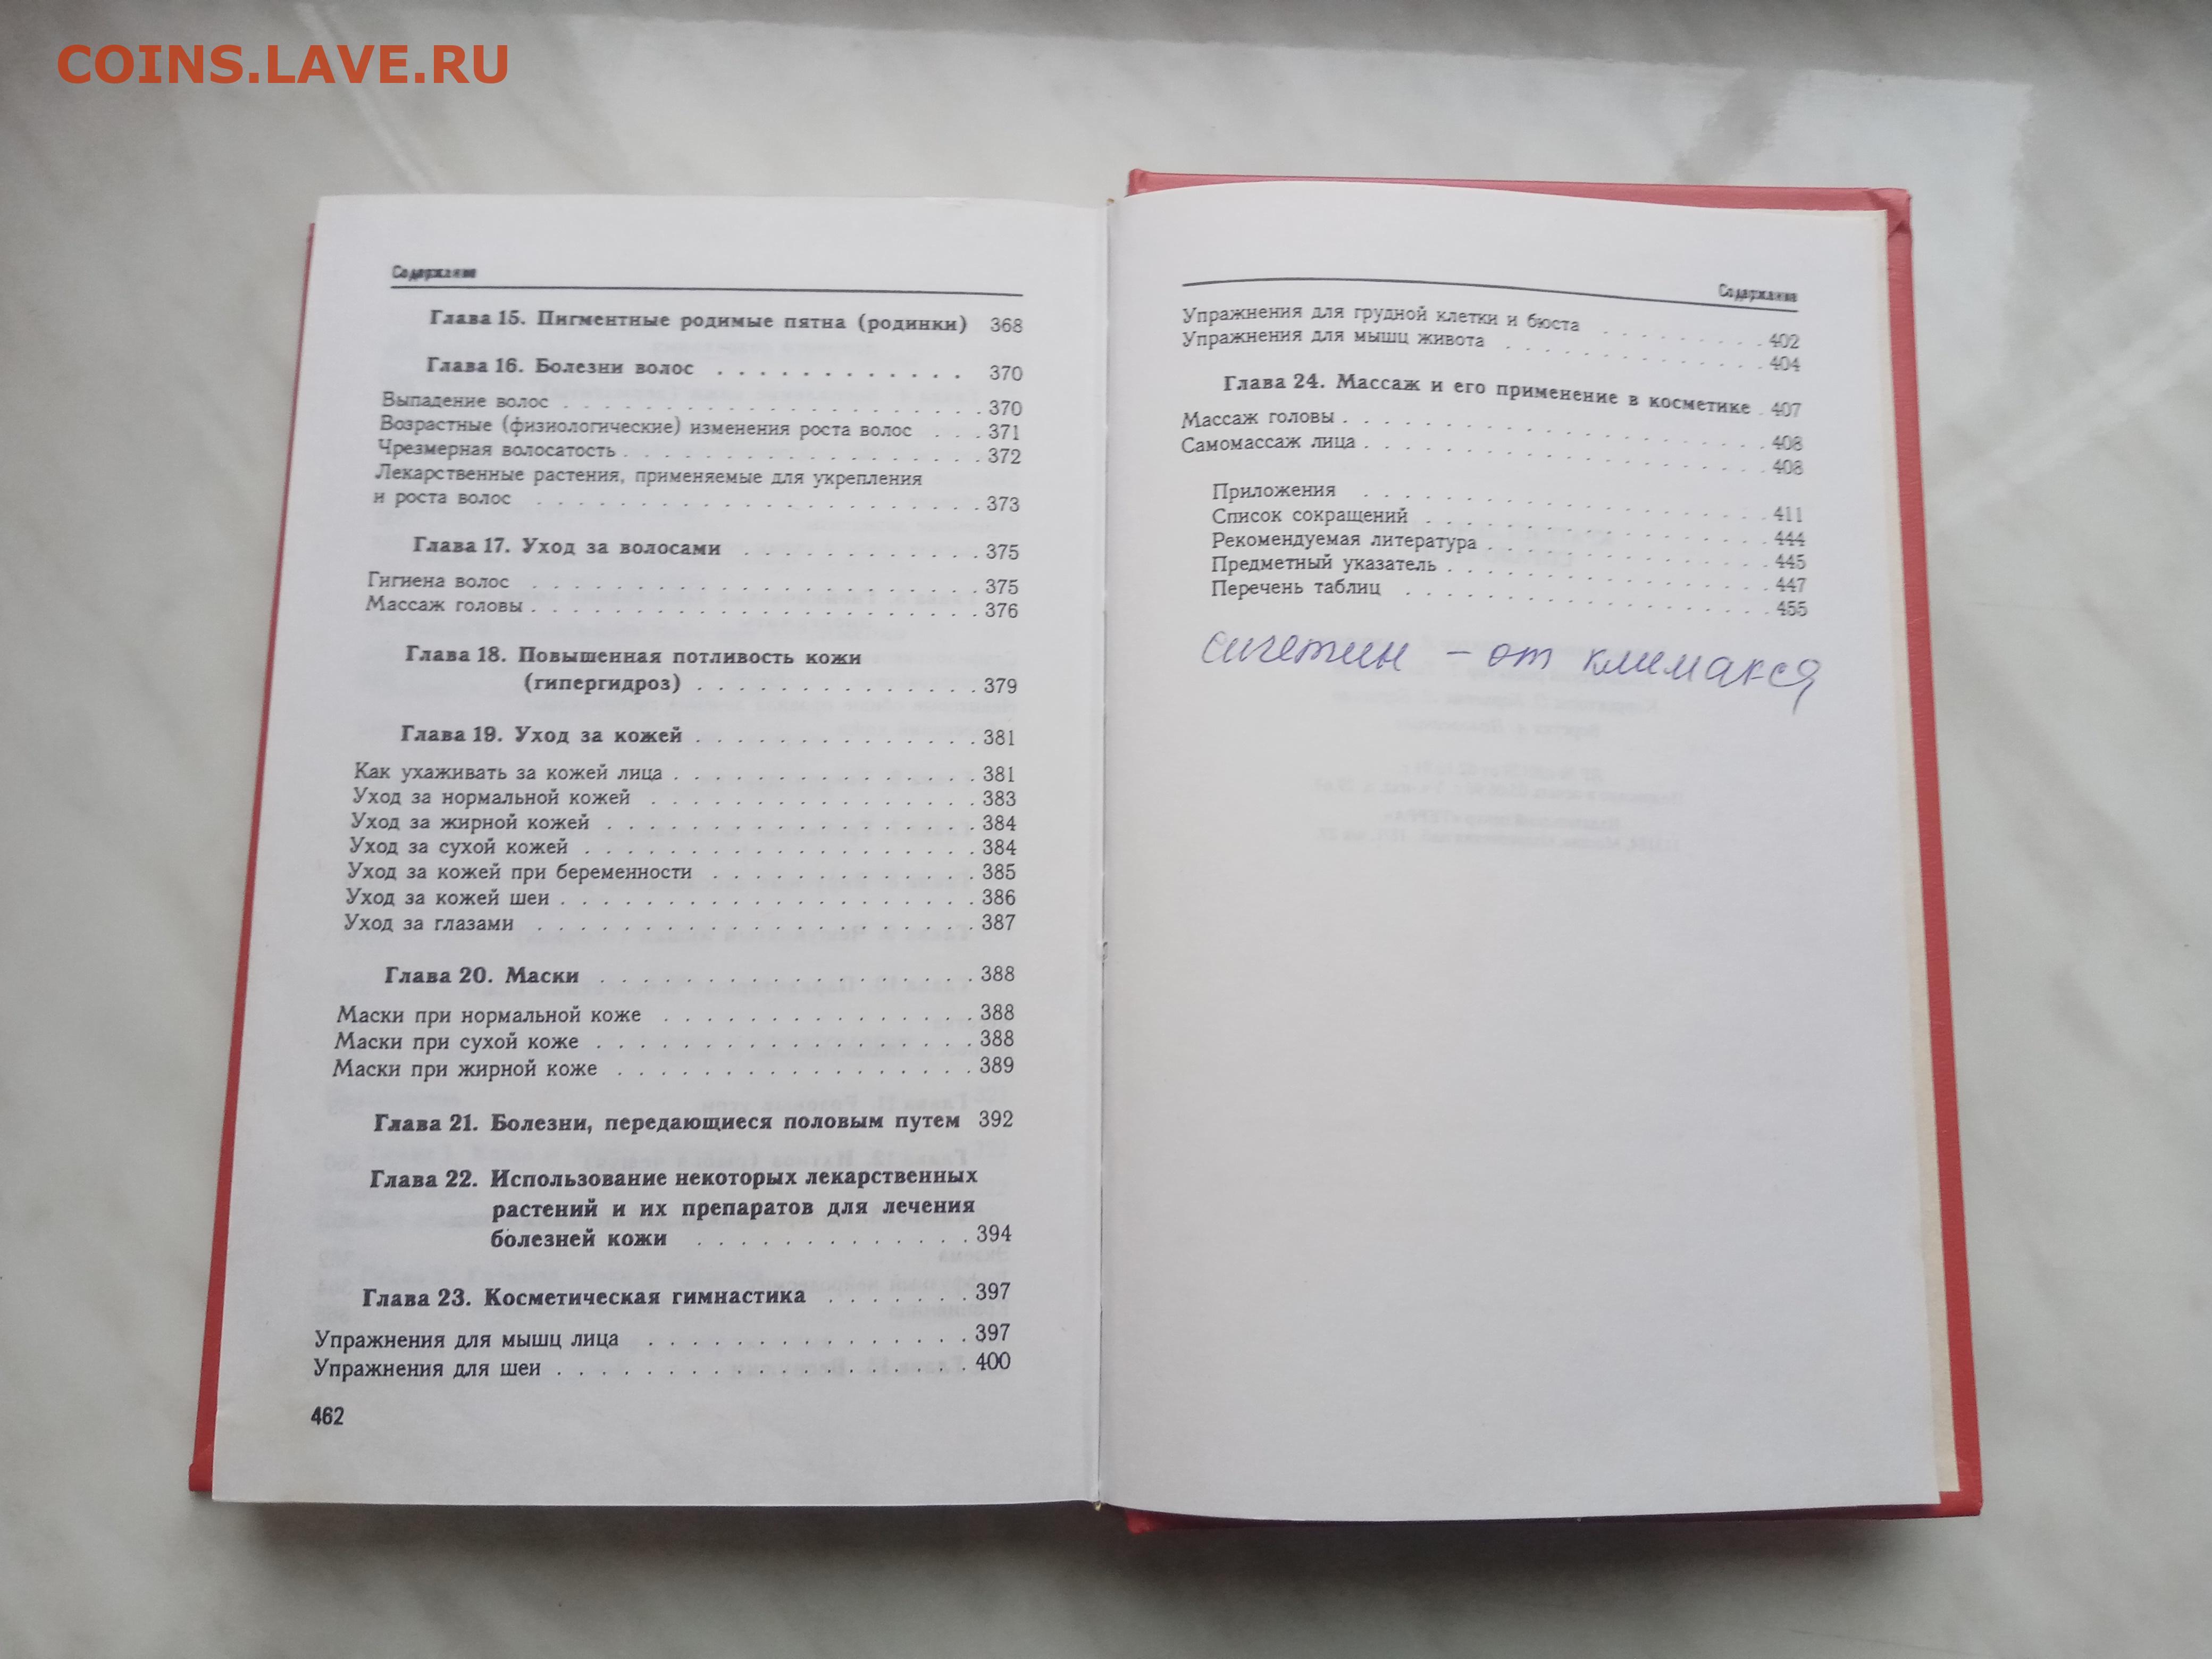 COINS.LAVE.RU
Содержание
Глава 15. Пигментные родимые пятна (родинки) 368
Глава 16. Болезни волос . . . . . . . . . . . . 370
Выпадение волос . . . . . . . . . . . . . . . . . . . . 370
Возрастные (физиологические) изменения роста волос . . . 371
Чрезмерная волосатость . . . . . . . . . . . . . . . . . 372
Лекарственные растения, применяемые для укрепления
и роста волос . . . . . . . . . . . . . . . . . . . . . 373
Глава 17. Уход за волосами . . . . . . . . . . . 375
Гигиена волос . . . . . . . . . . . . . . . . . . . . . 375
Массаж головы . . . . . . . . . . . . . . . . . . . . . 376
Глава 18. Повышенная потливость кожи
(гипергидроз) . . . . . . . . . . . . . . 379
Глава 19. Уход за кожей . . . . . . . . . . . . . 381
Как ухаживать за кожей лица . . . . . . . . . . . . . . 381
Уход за нормальной кожей . . . . . . . . . . . . . . . 383
Уход за жирной кожей . . . . . . . . . . . . . . . . . 384
Уход за сухой кожей . . . . . . . . . . . . . . . . . . 384
Уход за кожей при беременности . . . . . . . . . . . . 385
Уход за кожей шеи . . . . . . . . . . . . . . . . . . . 386
Уход за глазами . . . . . . . . . . . . . . . . . . . . 387
Глава 20. Маски . . . . . . . . . . . . . . . . . 388
Маски при нормальной коже . . . . . . . . . . . . . . . 388
Маски при сухой коже . . . . . . . . . . . . . . . . . 388
Маски при жирной коже . . . . . . . . . . . . . . . . . 389
Глава 21. Болезни, передающиеся половым путем 392
Глава 22. Использование некоторых лекарственных
растений и их препаратов для лечения
болезней кожи . . . . . . . . . . . . . 394
Глава 23. Косметическая гимнастика . . . . . . . 397
Упражнения для мышц лица . . . . . . . . . . . . . . . 397
Упражнения для шеи . . . . . . . . . . . . . . . . . . 400
462
Содержание
Упражнения для грудной клетки и бюста . . . . . . . . 402
Упражнения для мышц живота . . . . . . . . . . . . . 404
Глава 24. Массаж и его применение в косметике . 407
Массаж головы . . . . . . . . . . . . . . . . . . . . 408
Самомассаж лица . . . . . . . . . . . . . . . . . . . 408
Приложения . . . . . . . . . . . . . . . . . . . 411
Список сокращений . . . . . . . . . . . . . . . . 444
Рекомендуемая литература . . . . . . . . . . . . . 445
Предметный указатель . . . . . . . . . . . . . . . 447
Перечень таблиц . . . . . . . . . . . . . . . . . 455
сигетин – от климакса